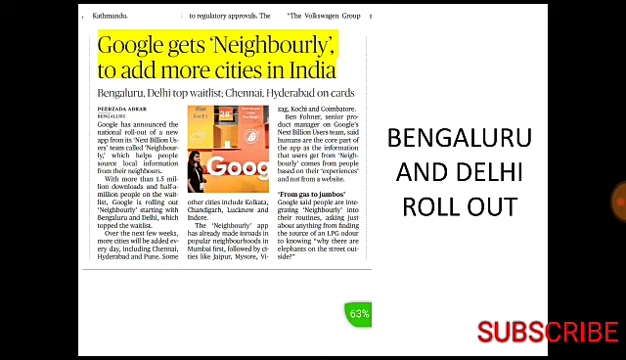 Kathmandu.
to regulatory approvals. The
"The Volkswagen Group
Google gets 'Neighbourly',
to add more cities in India
Bengaluru, Delhi top waitlist; Chennai, Hyderabad on cards
PEERZADA ABRAR
BENGALURU
Google has announced the
national roll-out of a new
app from its 'Next Billion Us-
ers' team called 'Neighbour-
ly,' which helps people
source local information
from their neighbours.
With more than 1.5 mil-
lion downloads and half-a-
million people on the wait
list, Google is rolling out
'Neighbourly' starting with
Bengaluru and Delhi, which
topped the waitlist.
Over the next few weeks,
more cities will be added ev-
ery day, including Chennai,
Hyderabad and Pune. Some
Goog
other cities include Kolkata,
Chandigarh, Lucknow and
Indore.
The 'Neighbourly' app
has already made inroads in
popular neighbourhoods in
Mumbai first, followed by cit-
ies like Jaipur, Mysore, Vi-
zag, Kochi and Coimbatore.
Ben Fohner, senior pro-
duct manager on Google's
Next Billion Users team, said
humans are the core part of
the app as the information
that users get from 'Neigh-
bourly' comes from people
based on their 'experiences'
and not from a website.
'From gas to jumbos'
Google said people are inte-
grating 'Neighbourly' into
their routines, asking just
about anything from finding
the source of an LPG odour
to knowing "why there are
elephants on the street out-
side?"
BENGALURU
AND DELHI
ROLL OUT
63%
SUBSCRIBE